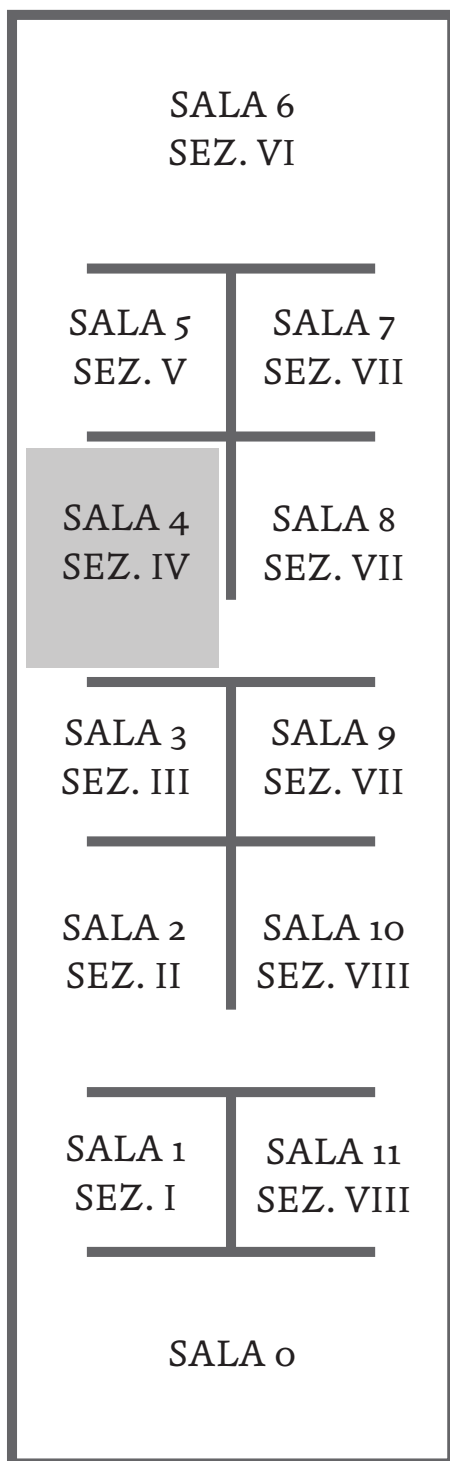 SALA 6
SEZ. VI
SALA 5
SEZ. V
SALA 7
SEZ. VII
SALA 4
SEZ. IV
SALA 8
SEZ. VII
SALA 3
SEZ. III
SALA 9
SEZ. VII
SALA 2
SEZ. II
SALA 10
SEZ. VIII
SALA 1
SEZ. I
SALA 11
SEZ. VIII
SALA 0